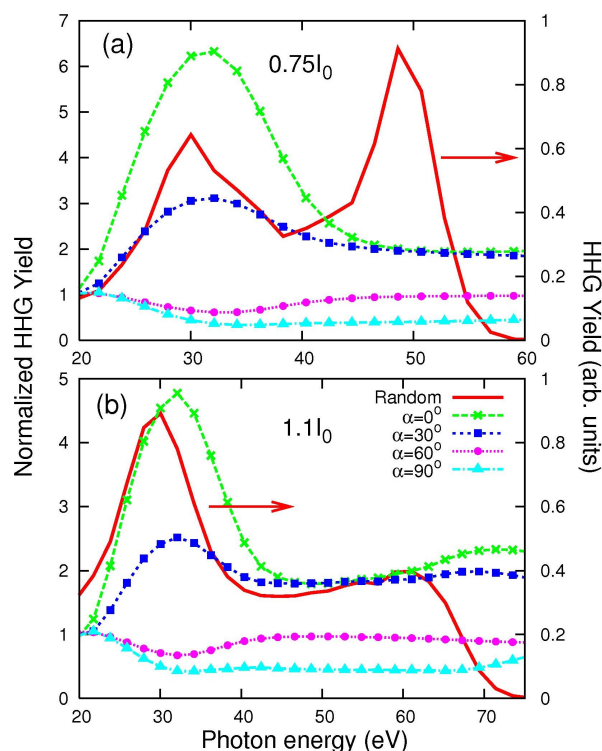 (a)
0.75I₀
7
6
5
4
3
2
1
0
1
0.8
0.6
0.4
0.2
0
20 30 40 50 60
Normalized HHG Yield
HHG Yield (arb. units)
(b)
1.1I₀
Random
α=0°
α=30°
α=60°
α=90°
5
4
3
2
1
0
1
0.8
0.6
0.4
0.2
0
20 30 40 50 60 70
Photon energy (eV)